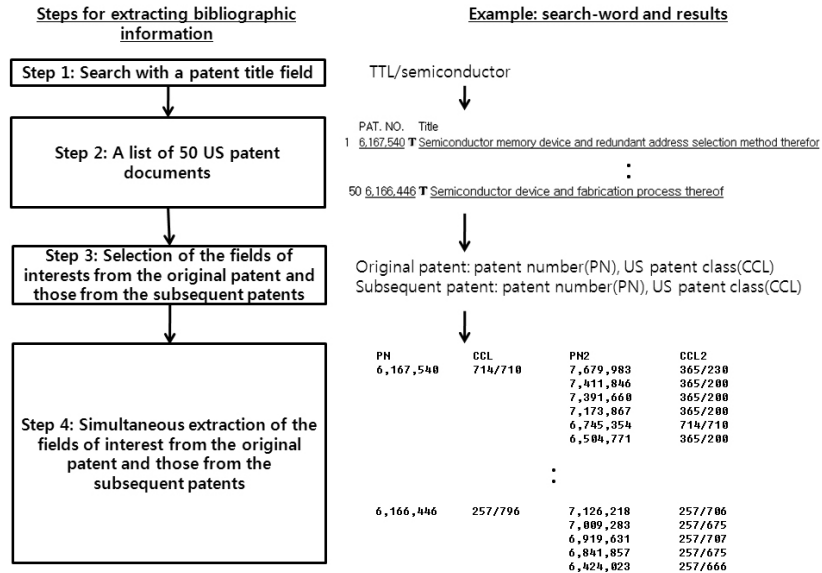 Steps for extracting bibliographic
information
Example: search-word and results
Step 1: Search with a patent title field
TTL/semiconductor
Step 2: A list of 50 US patent
documents
PAT. NO. Title
1 6,167,540 T Semiconductor memory device and redundant address selection method therefor
:
50 6,166,446 T Semiconductor device and fabrication process thereof
Step 3: Selection of the fields of
interests from the original patent and
those from the subsequent patents
Original patent: patent number(PN), US patent class(CCL)
Subsequent patent: patent number(PN), US patent class(CCL)
Step 4: Simultaneous extraction of the
fields of interest from the original
patent and those from the
subsequent patents
PN CCL PN2 CCL2
6,167,540 714/710 7,679,983 365/230
7,411,846 365/200
7,391,660 365/200
7,173,867 365/200
6,745,354 714/710
6,504,771 365/200
:
6,166,446 257/796 7,126,218 257/706
7,009,283 257/675
6,919,631 257/707
6,841,857 257/675
6,424,023 257/666